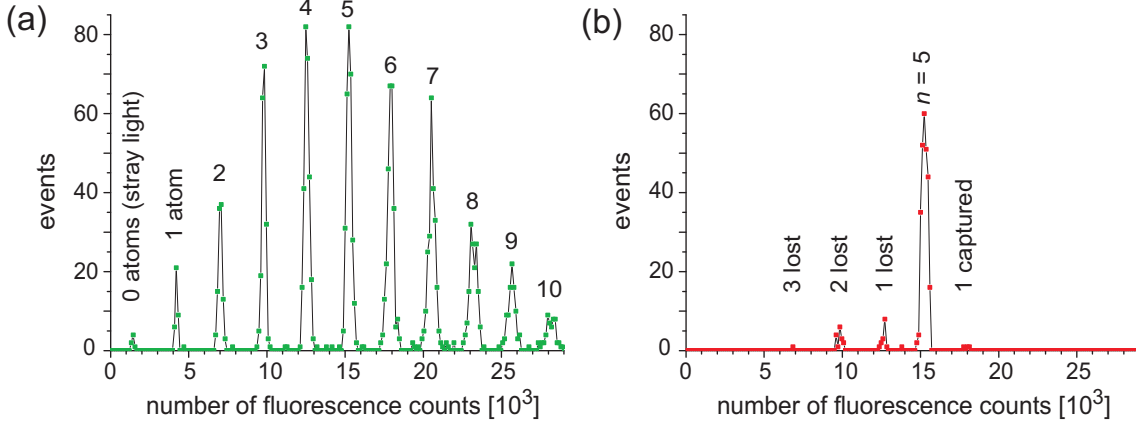 (a)
events
80
60
40
20
0
0 atoms (stray light)
1 atom
2
3
4
5
6
7
8
9
10
0 5 10 15 20 25
number of fluorescence counts [10³]
(b)
events
80
60
40
20
0
3 lost
2 lost
1 lost
n = 5
1 captured
0 5 10 15 20 25
number of fluorescence counts [10³]